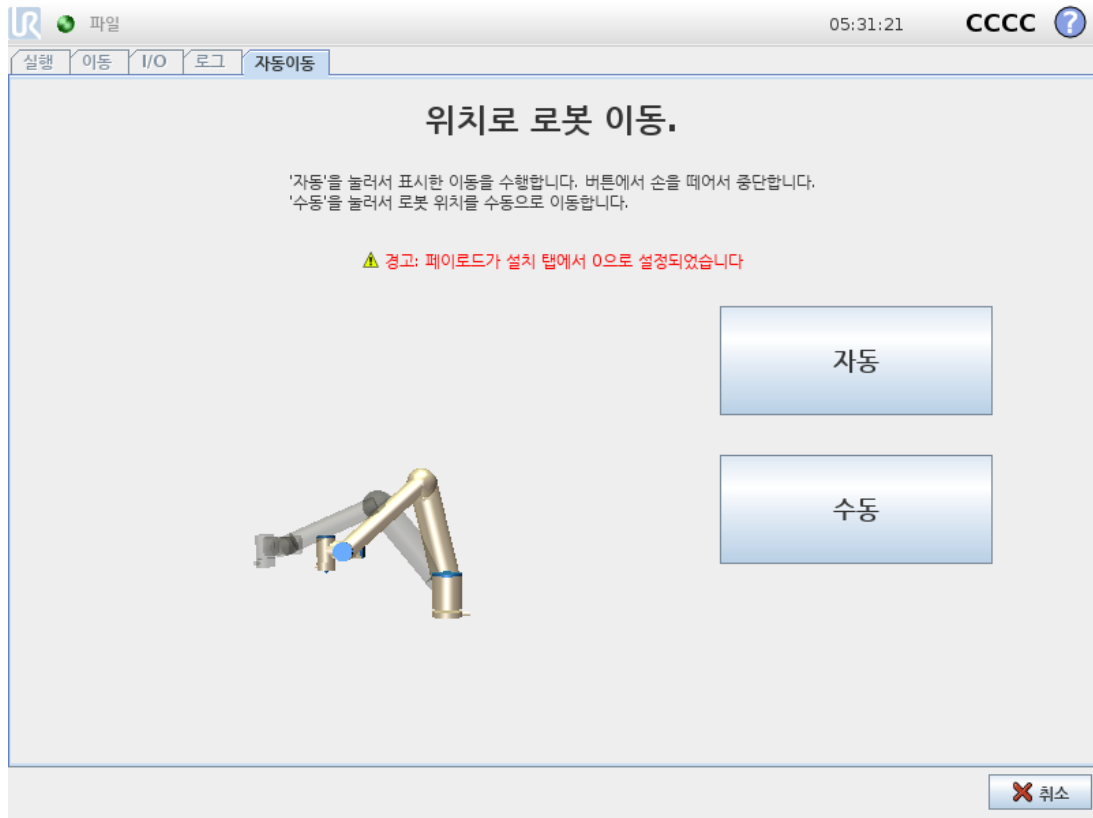 UR 파일 05:31:21 CCCC ?
실행 이동 I/O 로그 자동이동
위치로 로봇 이동.
'자동'을 눌러서 표시한 이동을 수행합니다. 버튼에서 손을 떼어서 중단합니다.
'수동'을 눌러서 로봇 위치를 수동으로 이동합니다.
경고: 페이로드가 설치 탭에서 0으로 설정되었습니다
자동
수동
취소